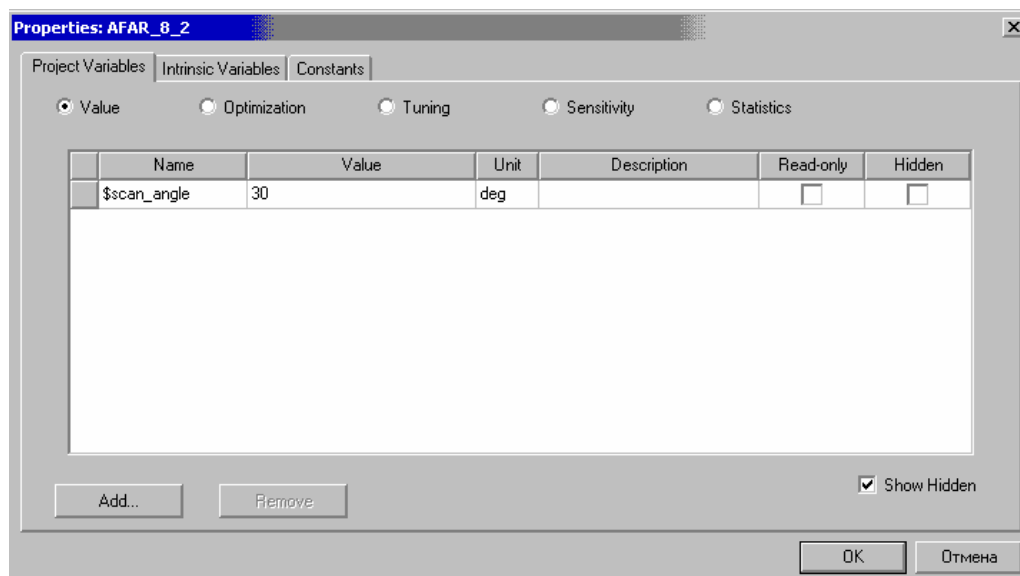 Properties: AFAR_8_2
Project Variables Intrinsic Variables Constants
Value Optimization Tuning Sensitivity Statistics
Name Value Unit Description Read-only Hidden
$scan_angle 30 deg
Add... Remove Show Hidden
OK Отмена